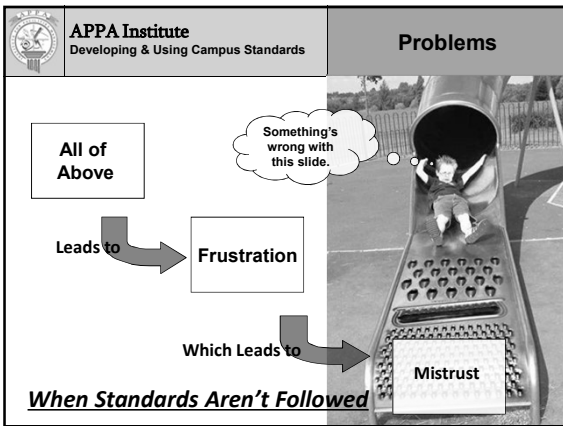 APPA Institute
Developing & Using Campus Standards
Problems
Something's
wrong with
this slide.
All of
Above
Leads to
Frustration
Which Leads to
Mistrust
When Standards Aren't Followed